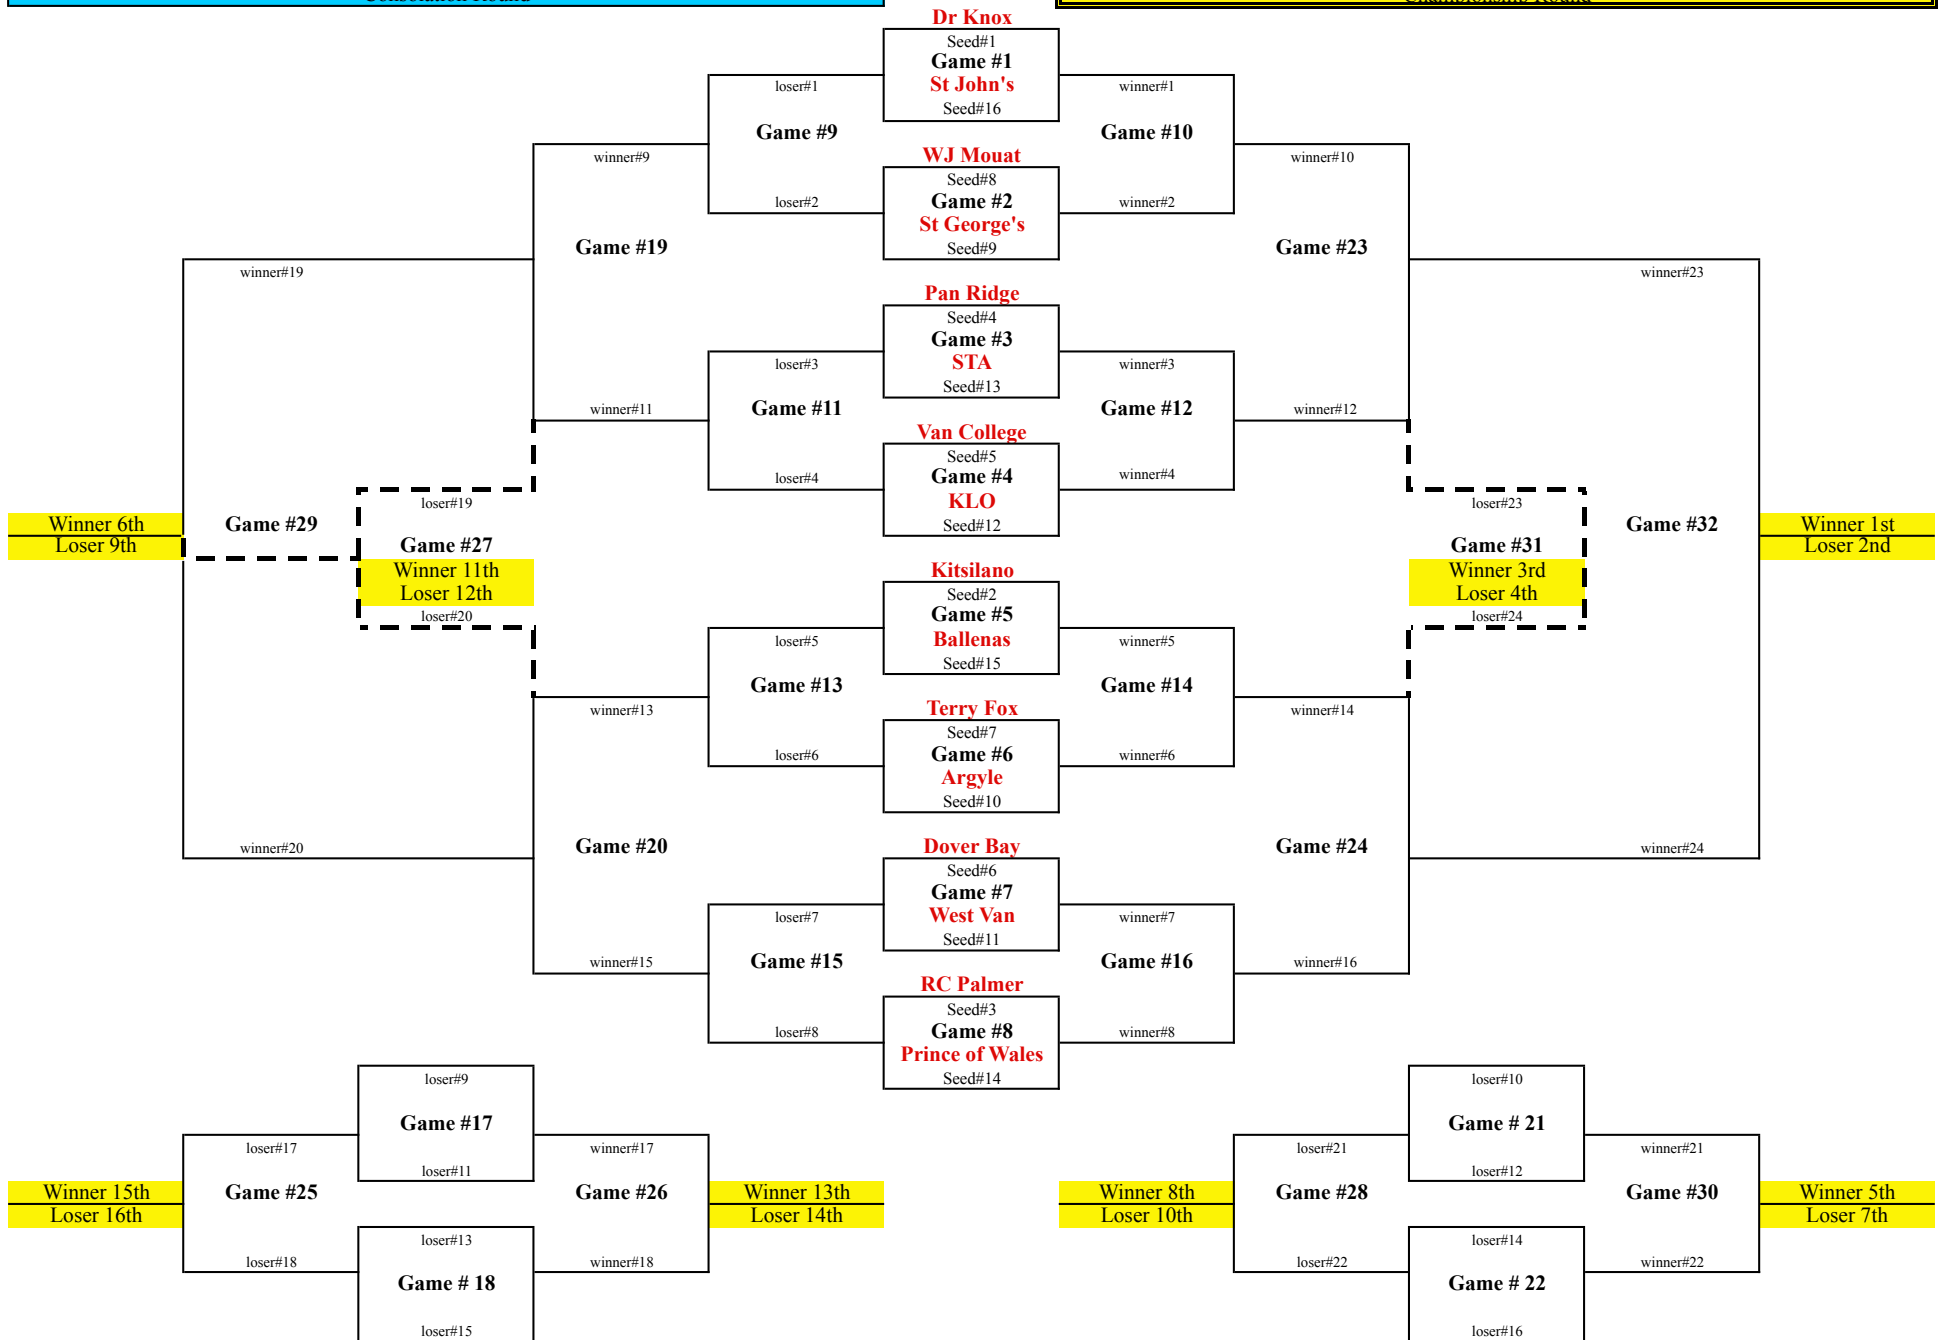 Consolation Round
Championship Round
Dr Knox
Seed#1
Game #1
loser#1
St John's
winner#1
Seed#16
Game #9
Game #10
winner#9
WJ Mouat
winner#10
Seed#8
loser#2
Game #2
winner#2
St George's
Game #19
Seed#9
Game #23
winner#19
winner#23
Pan Ridge
Seed#4
Game #3
loser#3
STA
winner#3
Seed#13
winner#11
Game #11
Game #12
winner#12
Van College
Seed#5
loser#4
Game #4
winner#4
loser#19
KLO
loser#23
Winner 6th
Game #29
Seed#12
Game #32
Winner 1st
Loser 9th
Game #27
Game #31
Loser 2nd
Winner 11th
Kitsilano
Winner 3rd
Loser 12th
Seed#2
Loser 4th
loser#20
Game #5
loser#24
loser#5
Ballenas
winner#5
Seed#15
Game #13
Game #14
winner#13
Terry Fox
winner#14
Seed#7
loser#6
Game #6
winner#6
Argyle
Seed#10
winner#20
Game #20
Dover Bay
Game #24
winner#24
Seed#6
Game #7
loser#7
West Van
winner#7
Seed#11
winner#15
Game #15
Game #16
winner#16
RC Palmer
Seed#3
loser#8
Game #8
winner#8
Prince of Wales
loser#9
Seed#14
loser#10
Game #17
Game # 21
loser#17
winner#17
loser#21
winner#21
loser#11
loser#12
Winner 15th
Game #25
Game #26
Winner 13th
Winner 8th
Game #28
Game #30
Winner 5th
Loser 16th
Loser 14th
Loser 10th
Loser 7th
loser#13
loser#14
loser#18
winner#18
loser#22
winner#22
Game # 18
Game # 22
loser#15
loser#16